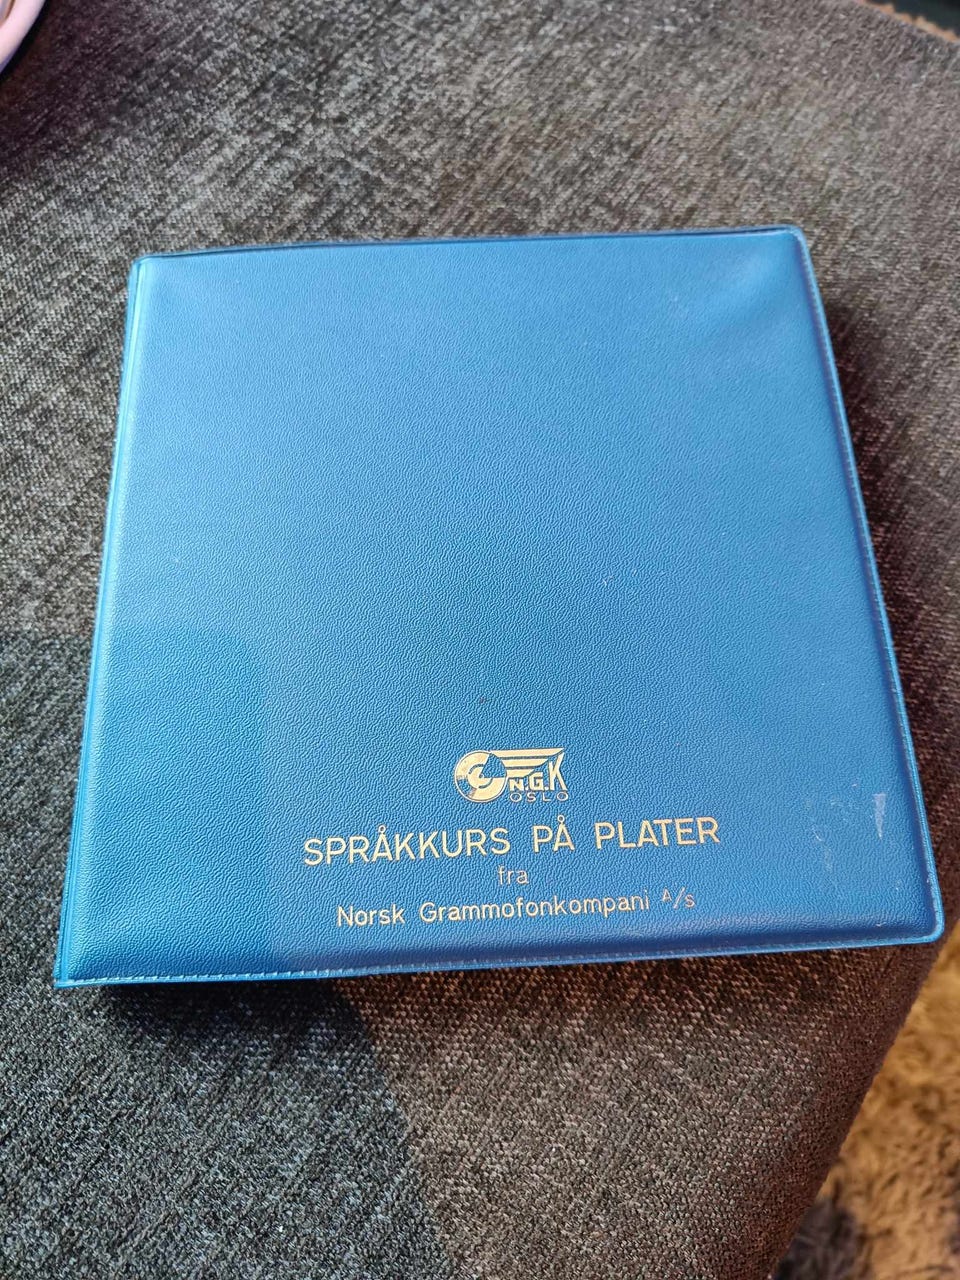 N.G.K
OSLO
SPRÅKKURS PÅ PLATER
fra
Norsk Grammofonkompani A/s